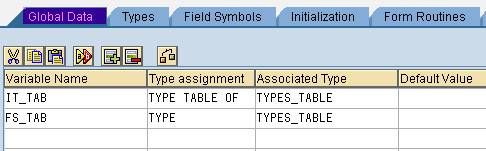 Global Data Types Field Symbols Initialization Form Routines
Variable Name Type assignment Associated Type Default Value
IT_TAB TYPE TABLE OF TYPES_TABLE
FS_TAB TYPE TYPES_TABLE